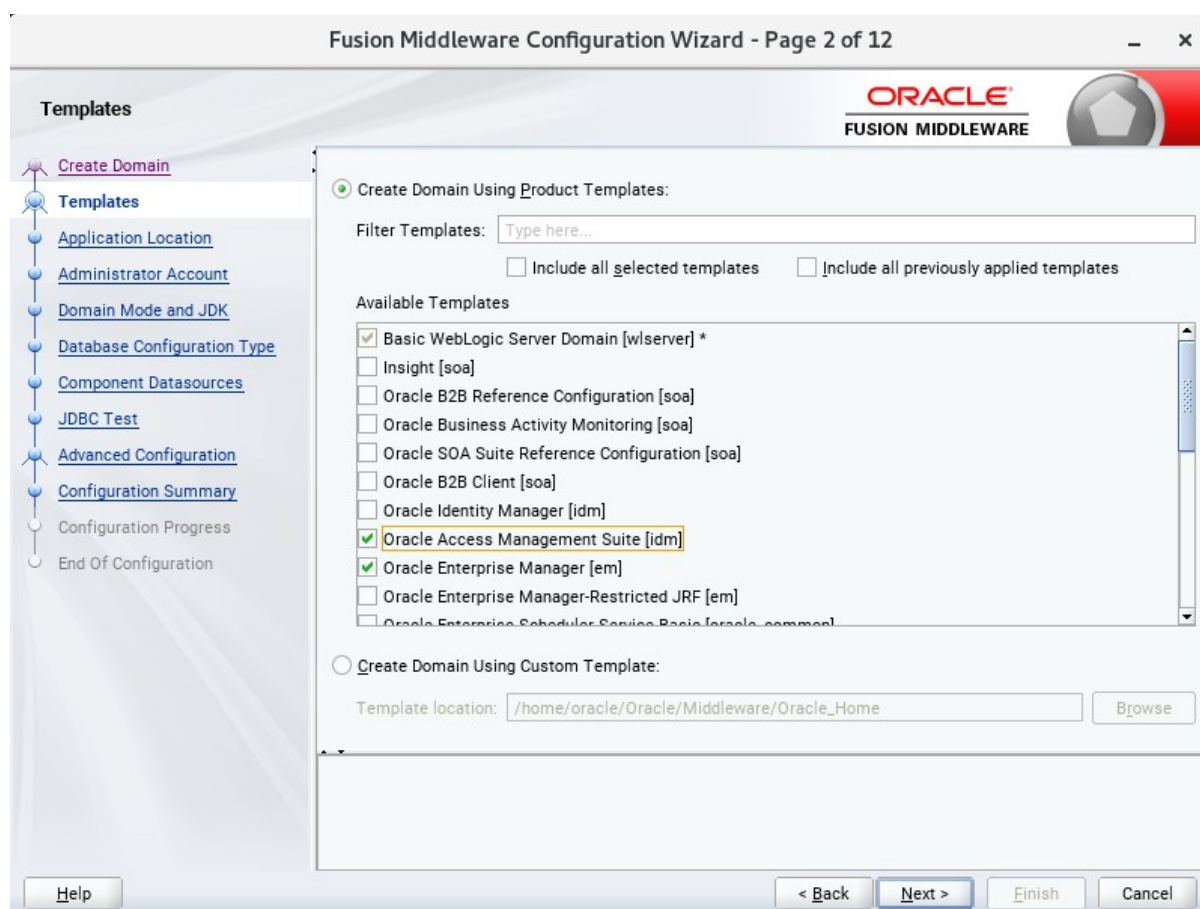 Fusion Middleware Configuration Wizard - Page 2 of 12
Templates
ORACLE
FUSION MIDDLEWARE
Create Domain
Templates
Application Location
Administrator Account
Domain Mode and JDK
Database Configuration Type
Component Datasources
JDBC Test
Advanced Configuration
Configuration Summary
Configuration Progress
End Of Configuration
Create Domain Using Product Templates:
Filter Templates: Type here...
Include all selected templates Include all previously applied templates
Available Templates
Basic WebLogic Server Domain [wlserver] *
Insight [soa]
Oracle B2B Reference Configuration [soa]
Oracle Business Activity Monitoring [soa]
Oracle SOA Suite Reference Configuration [soa]
Oracle B2B Client [soa]
Oracle Identity Manager [idm]
Oracle Access Management Suite [idm]
Oracle Enterprise Manager [em]
Oracle Enterprise Manager-Restricted JRF [em]
Oracle Enterprise Scheduler Service Basic [oracle_common]
Create Domain Using Custom Template:
Template location: /home/oracle/Oracle/Middleware/Oracle_Home Browse
Help < Back Next > Finish Cancel